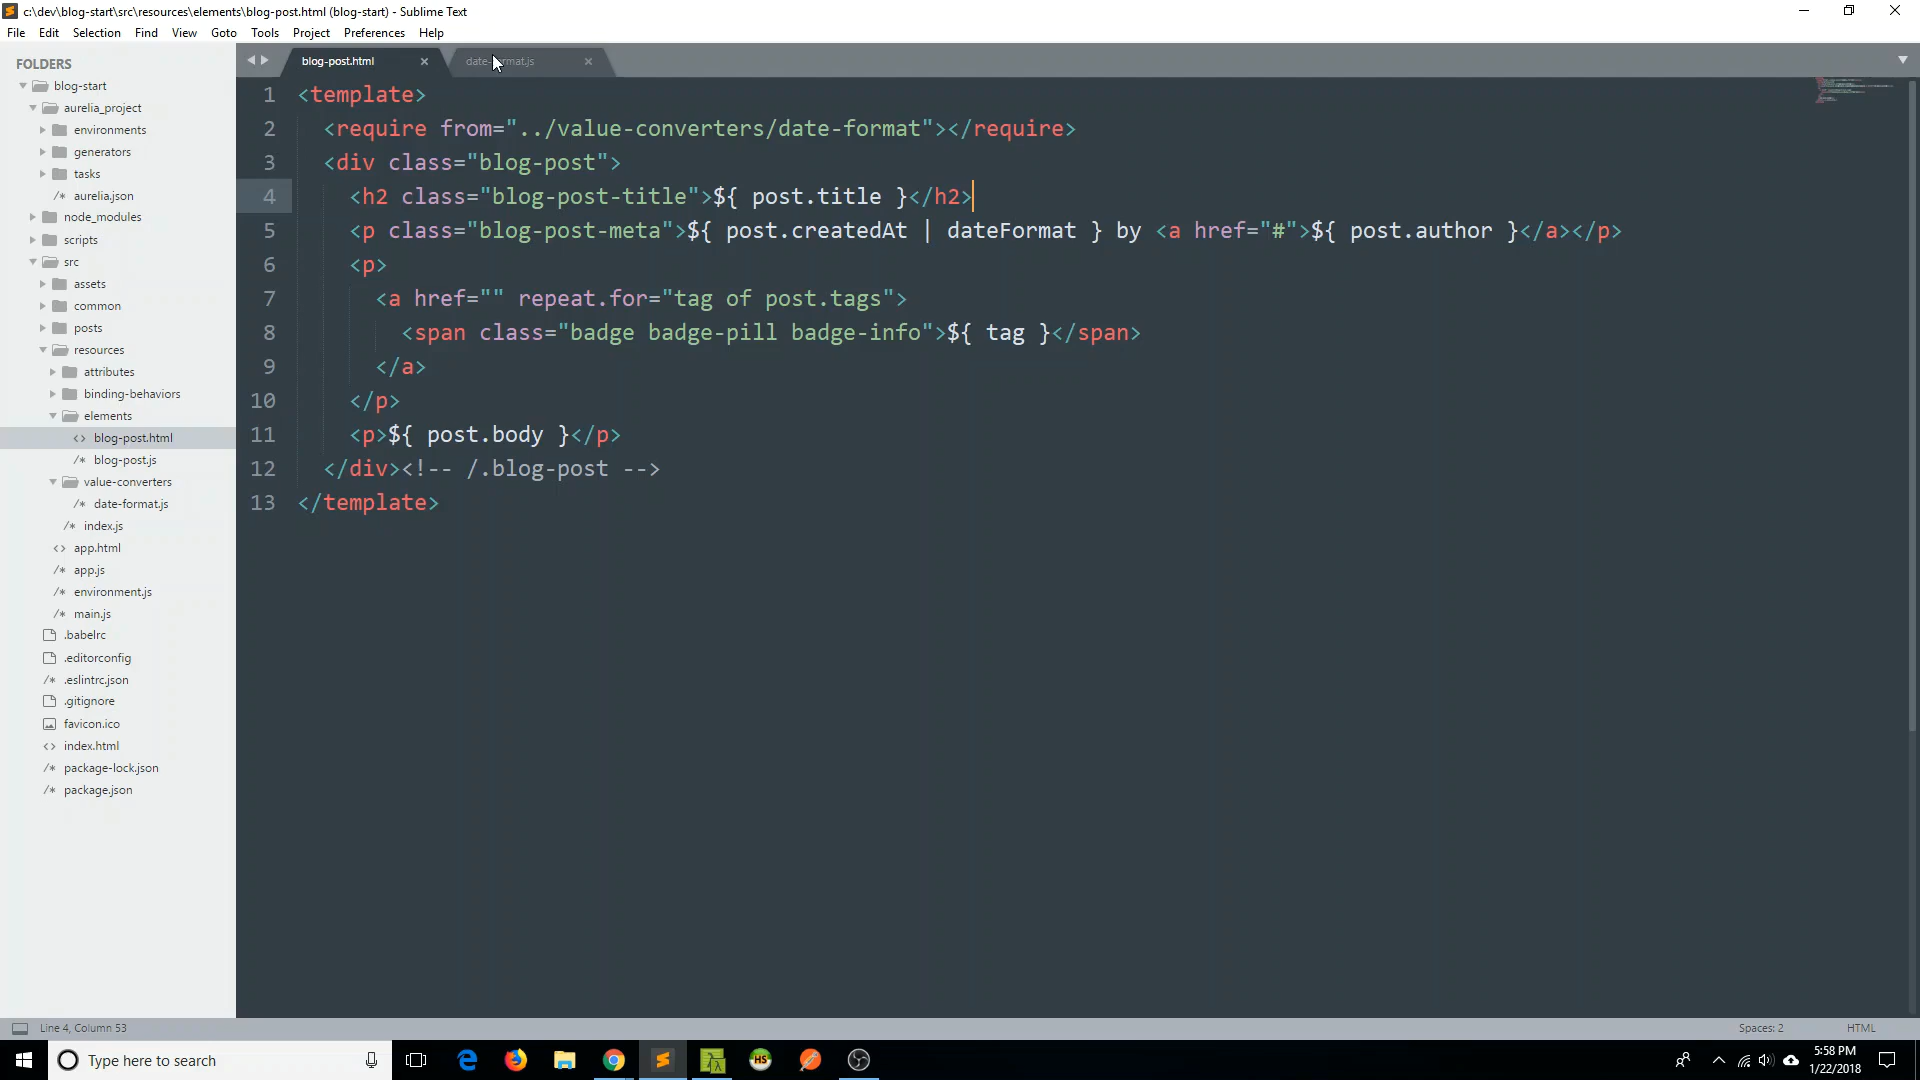 c:\dev\blog-start\src\resources\elements\blog-post.html (blog-start) - Sublime Text
File Edit Selection Find View Goto Tools Project Preferences Help
FOLDERS
blog-start
aurelia_project
environments
generators
tasks
/* aurelia.json
node_modules
scripts
src
assets
common
posts
resources
attributes
binding-behaviors
elements
<> blog-post.html
/* blog-post.js
value-converters
/* date-format.js
/* index.js
<> app.html
/* app.js
/* environment.js
/* main.js
.babelrc
.editorconfig
/* .eslintrc.json
.gitignore
favicon.ico
<> index.html
/* package-lock.json
/* package.json
blog-post.html
date-format.js
1 <template>
2 <require from="../value-converters/date-format"></require>
3 <div class="blog-post">
4 <h2 class="blog-post-title">${ post.title }</h2>
5 <p class="blog-post-meta">${ post.createdAt | dateFormat } by <a href="#">${ post.author }</a></p>
6 <p>
7 <a href="" repeat.for="tag of post.tags">
8 <span class="badge badge-pill badge-info">${ tag }</span>
9 </a>
10 </p>
11 <p>${ post.body }</p>
12 </div><!-- /.blog-post -->
13 </template>
Line 4, Column 53
Spaces: 2
HTML
Type here to search
HS
5:58 PM
1/22/2018